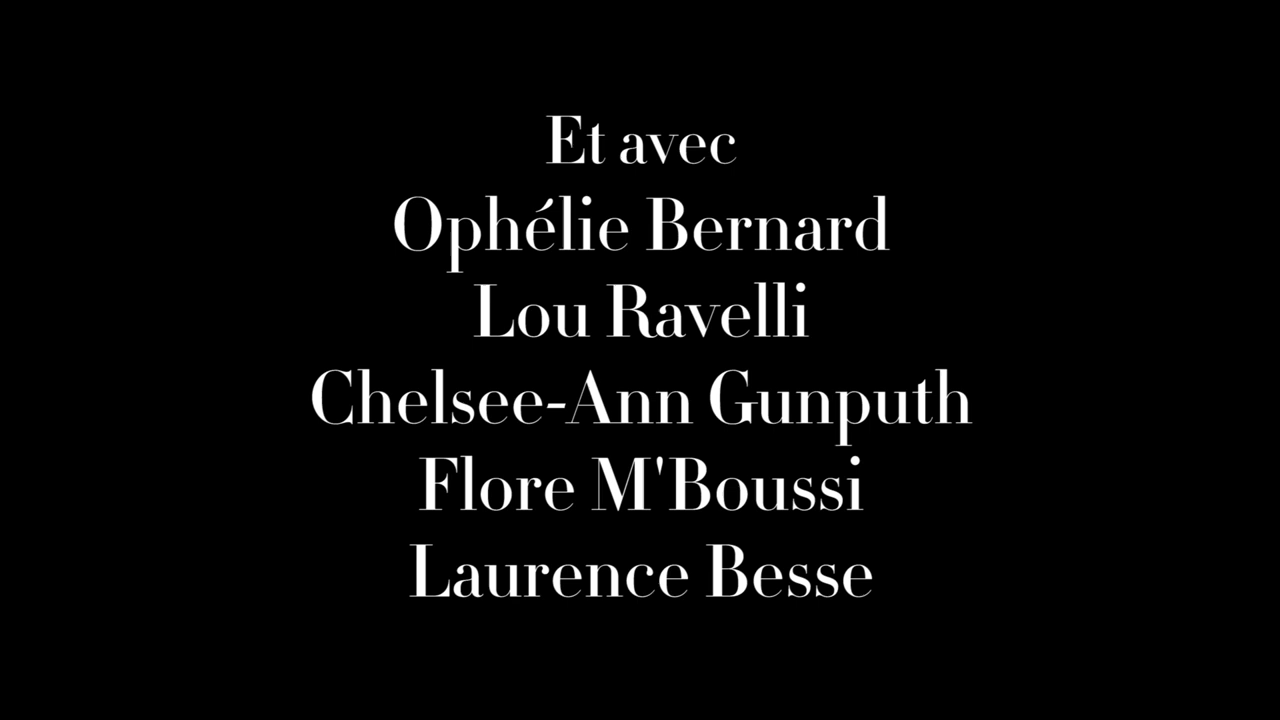 Et avec
Ophélie Bernard
Lou Ravelli
Chelsee-Ann Gunputh
Flore M'Boussi
Laurence Besse